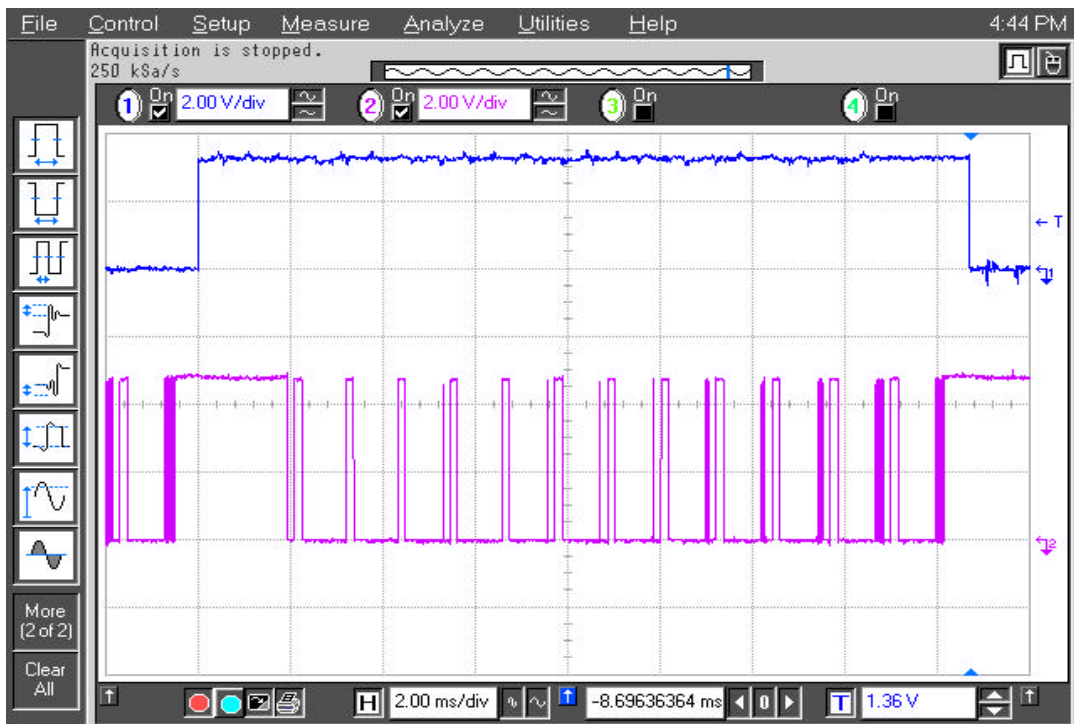 File Control Setup Measure Analyze Utilities Help 4:44 PM
Acquisition is stopped.
250 kSa/s
1 On 2.00 V/div 2 On 2.00 V/div 3 On 4 On
T
1
2
More
(2 of 2)
Clear
All
H 2.00 ms/div -8.69636364 ms 0 T 1.36 V